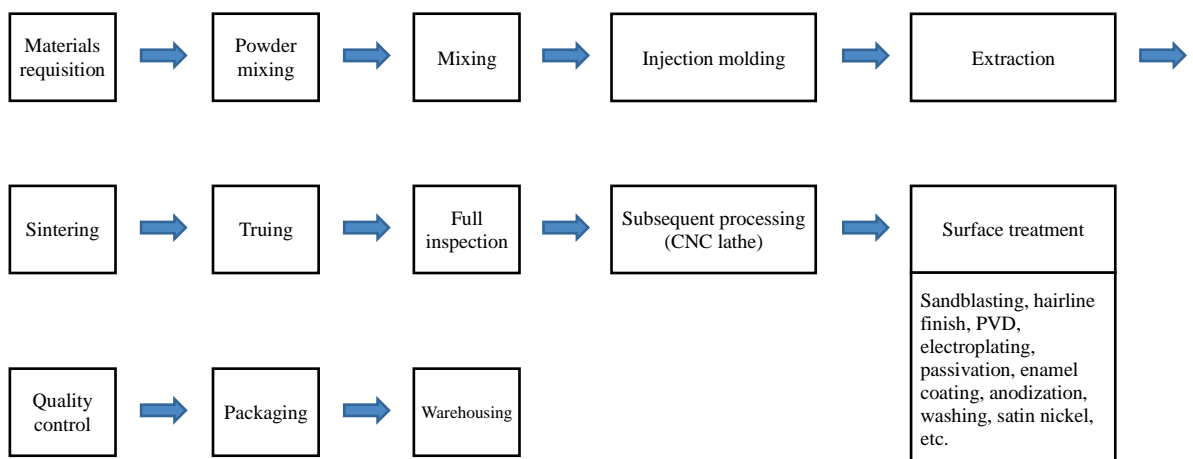 Materials
requisition
Powder
mixing
Mixing
Injection molding
Extraction
Sintering
Truing
Full
inspection
Subsequent processing
(CNC lathe)
Surface treatment
Sandblasting, hairline
finish, PVD,
electroplating,
passivation, enamel
coating, anodization,
washing, satin nickel,
etc.
Quality
control
Packaging
Warehousing